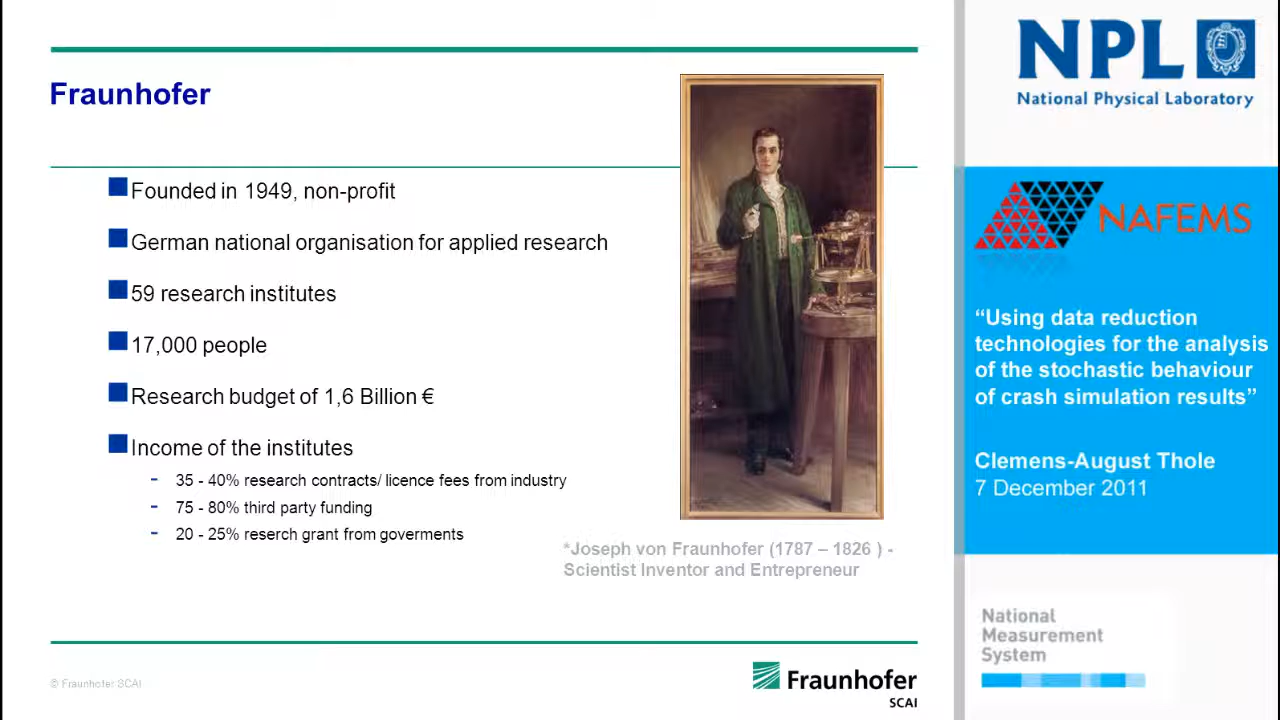 Fraunhofer
Founded in 1949, non-profit
German national organisation for applied research
59 research institutes
17,000 people
Research budget of 1,6 Billion €
Income of the institutes
- 35 - 40% research contracts/ licence fees from industry
- 75 - 80% third party funding
- 20 - 25% reserch grant from goverments
*Joseph von Fraunhofer (1787 – 1826 ) -
Scientist Inventor and Entrepreneur
© Fraunhofer SCAI
Fraunhofer
SCAI
NPL
National Physical Laboratory
NAFEMS
“Using data reduction
technologies for the analysis
of the stochastic behaviour
of crash simulation results”
Clemens-August Thole
7 December 2011
National
Measurement
System